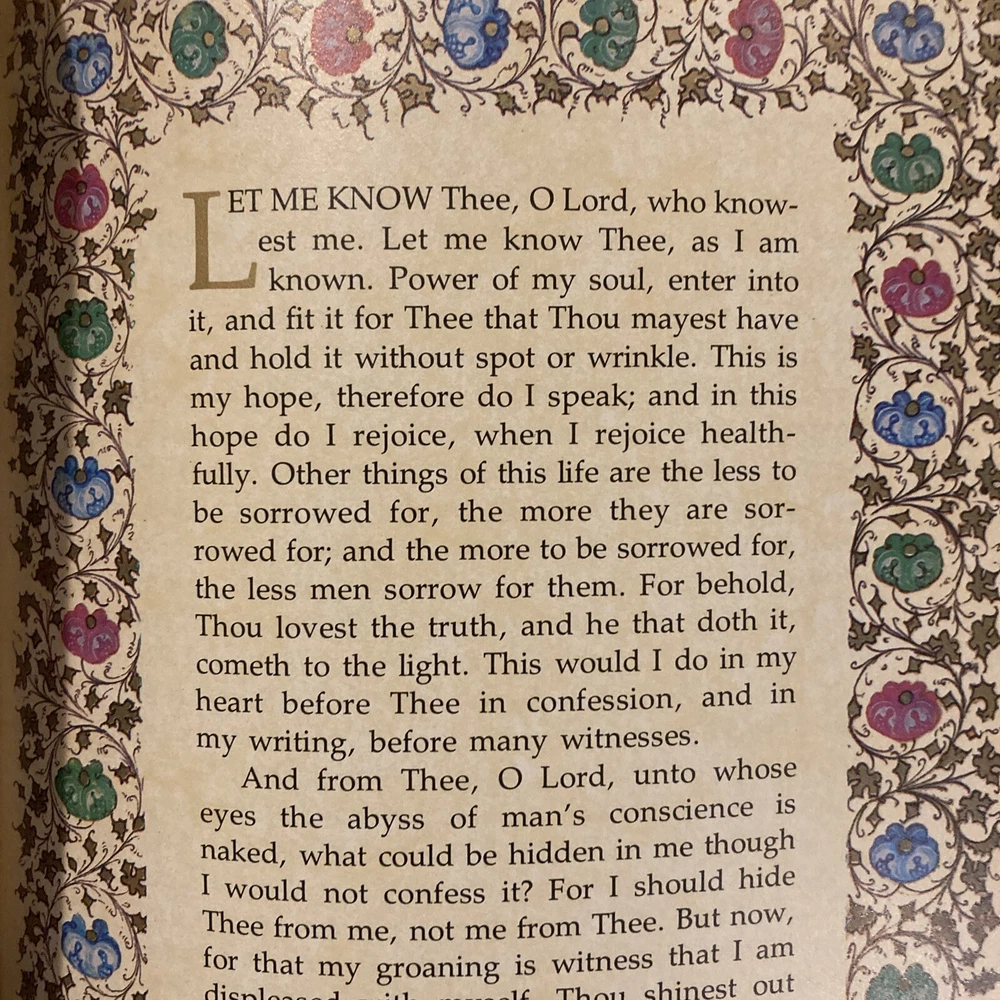 LET ME KNOW Thee, O Lord, who know-
est me. Let me know Thee, as I am
known. Power of my soul, enter into
it, and fit it for Thee that Thou mayest have
and hold it without spot or wrinkle. This is
my hope, therefore do I speak; and in this
hope do I rejoice, when I rejoice health-
fully. Other things of this life are the less to
be sorrowed for, the more they are sor-
rowed for; and the more to be sorrowed for,
the less men sorrow for them. For behold,
Thou lovest the truth, and he that doth it,
cometh to the light. This would I do in my
heart before Thee in confession, and in
my writing, before many witnesses.
And from Thee, O Lord, unto whose
eyes the abyss of man's conscience is
naked, what could be hidden in me though
I would not confess it? For I should hide
Thee from me, not me from Thee. But now,
for that my groaning is witness that I am
displeased with myself, Thou shinest out